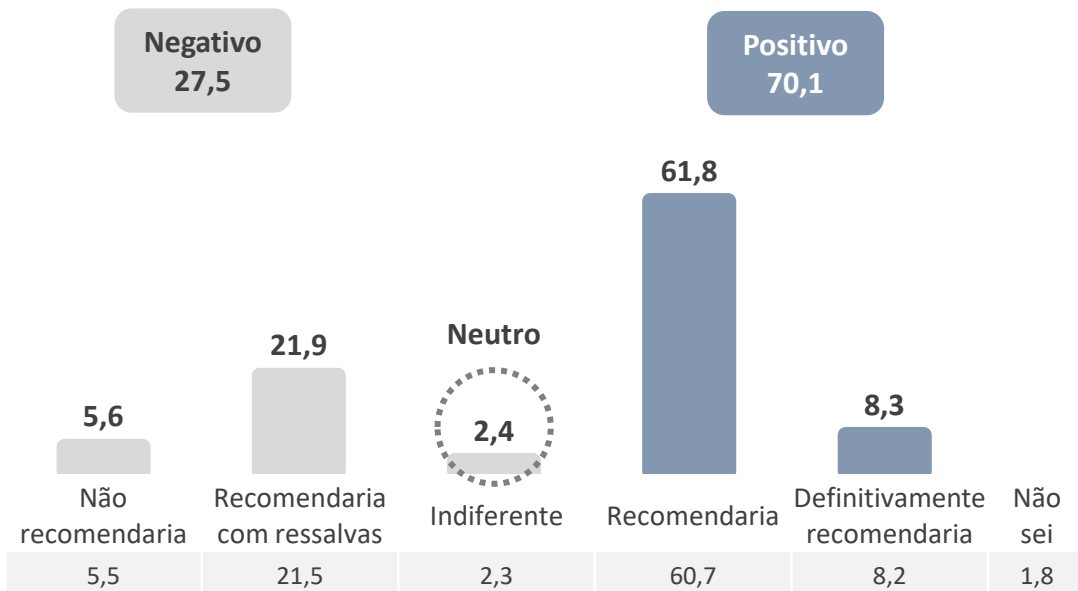 Negativo
27,5
Positivo
70,1
61,8
Neutro
21,9
8,3
5,6
2,4
Não
recomendaria
Recomendaria
com ressalvas
Indiferente
Recomendaria
Definitivamente
recomendaria
Não
sei
5,5
21,5
2,3
60,7
8,2
1,8